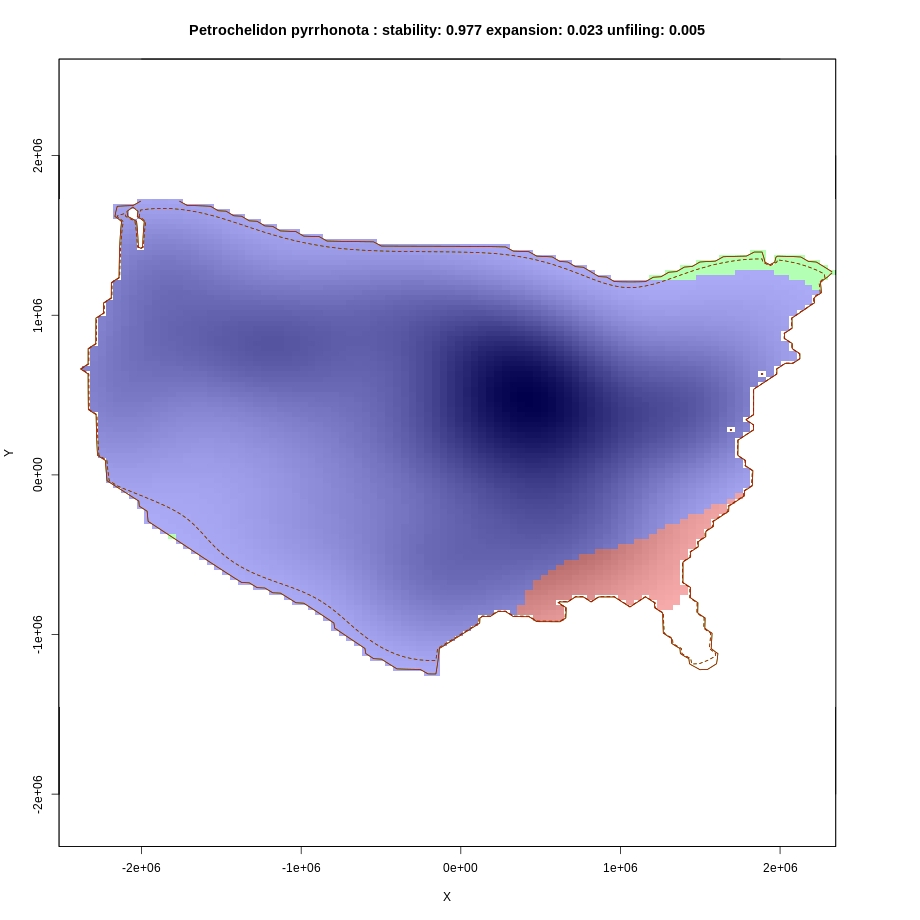 Petrochelidon pyrrhonota : stability: 0.977 expansion: 0.023 unfiling: 0.005
2e+06
1e+06
Y
0e+00
-1e+06
-2e+06
-2e+06 -1e+06 0e+00 1e+06 2e+06
X